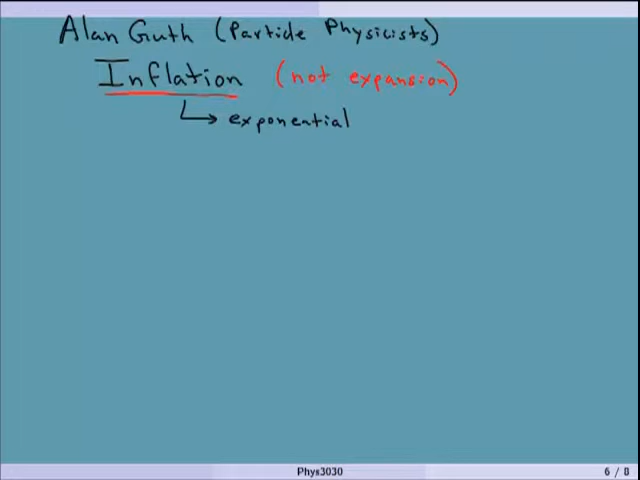 Alan Guth (Particle Physicists)
Inflation (not expansion)
exponential
Phys3030
6 / 8